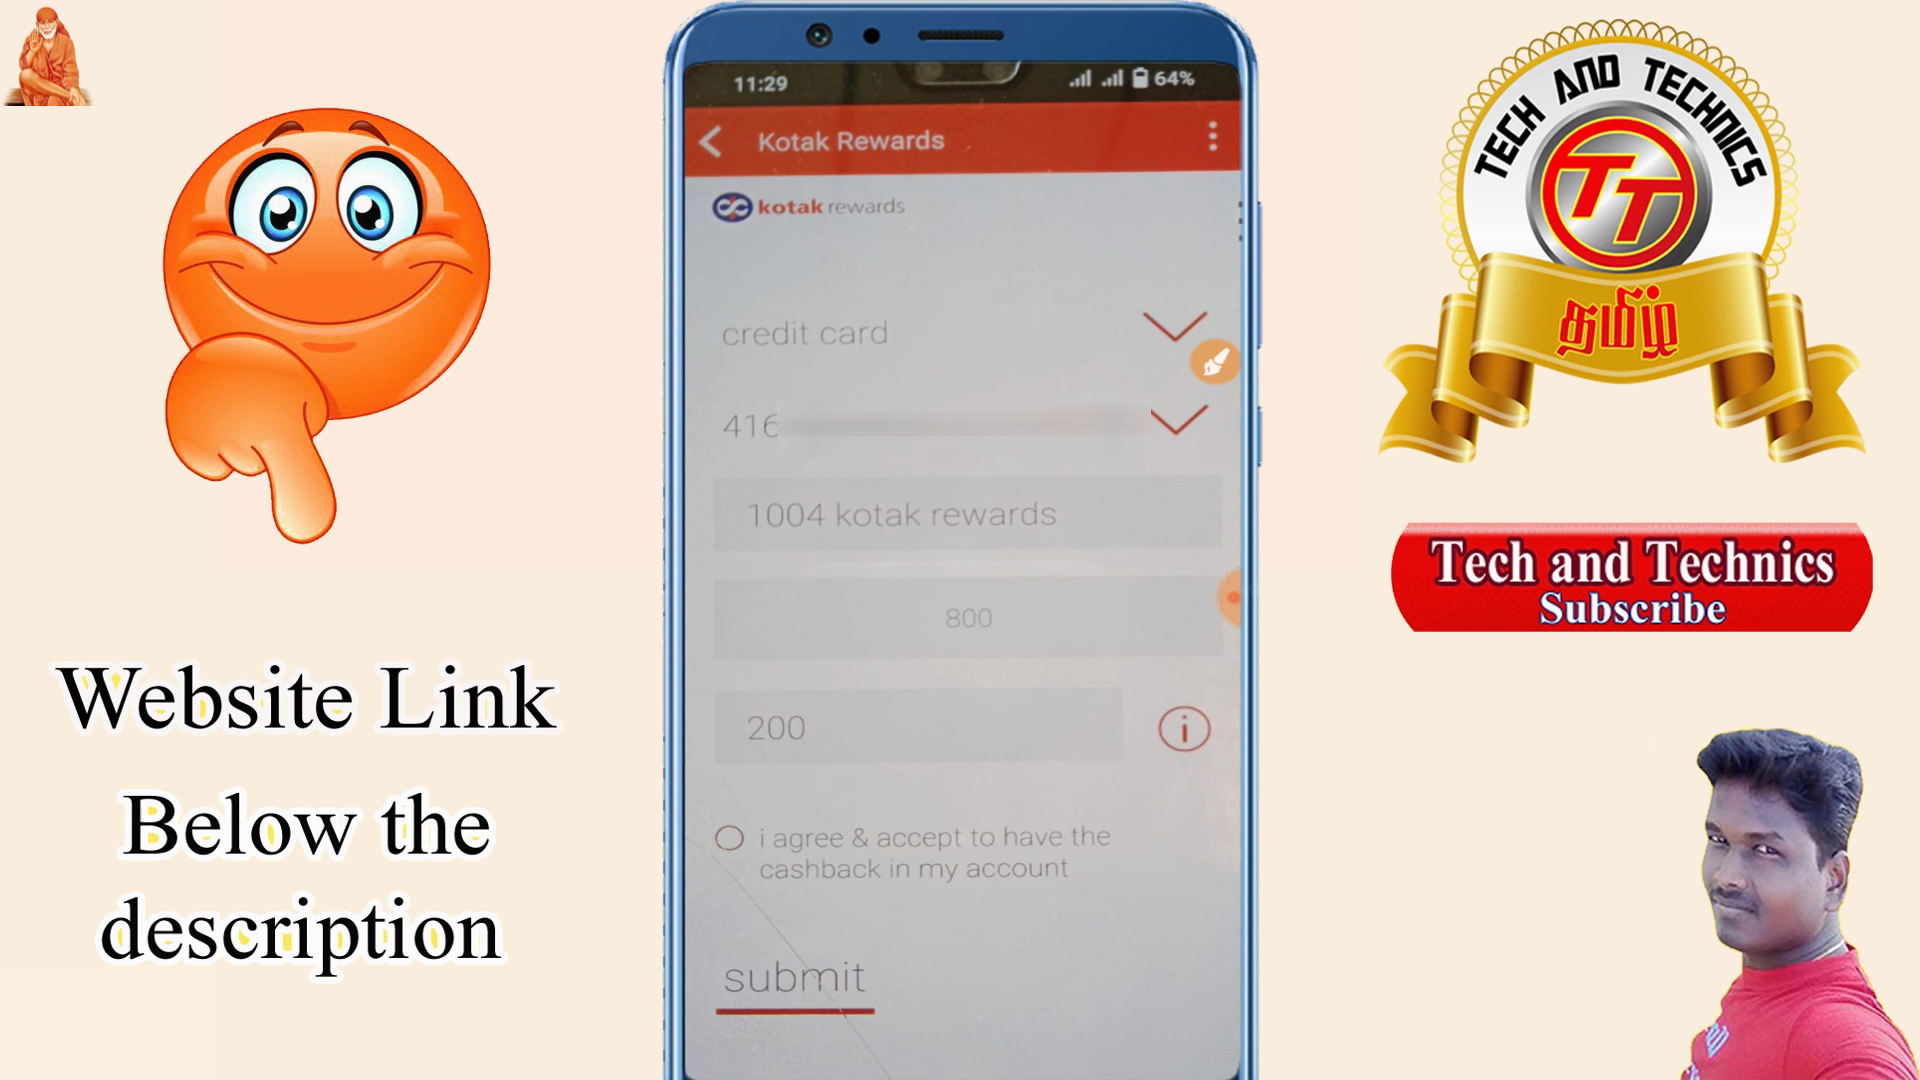 11:29
64%
Kotak Rewards
kotak rewards
credit card
416
1004 kotak rewards
800
200
i agree & accept to have the
cashback in my account
submit
Website Link
Below the
description
TECH AND TECHNICS
TT
தமிழ்
Tech and Technics
Subscribe